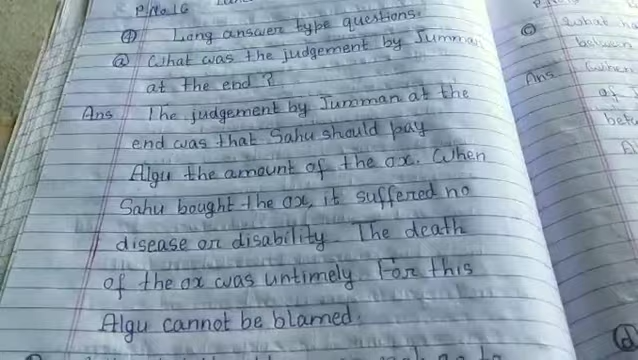 P.No 16
④ Long answer type questions.
ⓐ What was the judgement by Jumman
at the end?
Ans The judgement by Jumman at the
end was that Sahu should pay
Algu the amount of the ox. When
Sahu bought the ox, it suffered no
disease or disability. The death
of the ox was untimely. For this
Algu cannot be blamed.
ⓒ what
Ans
of
ⓓ